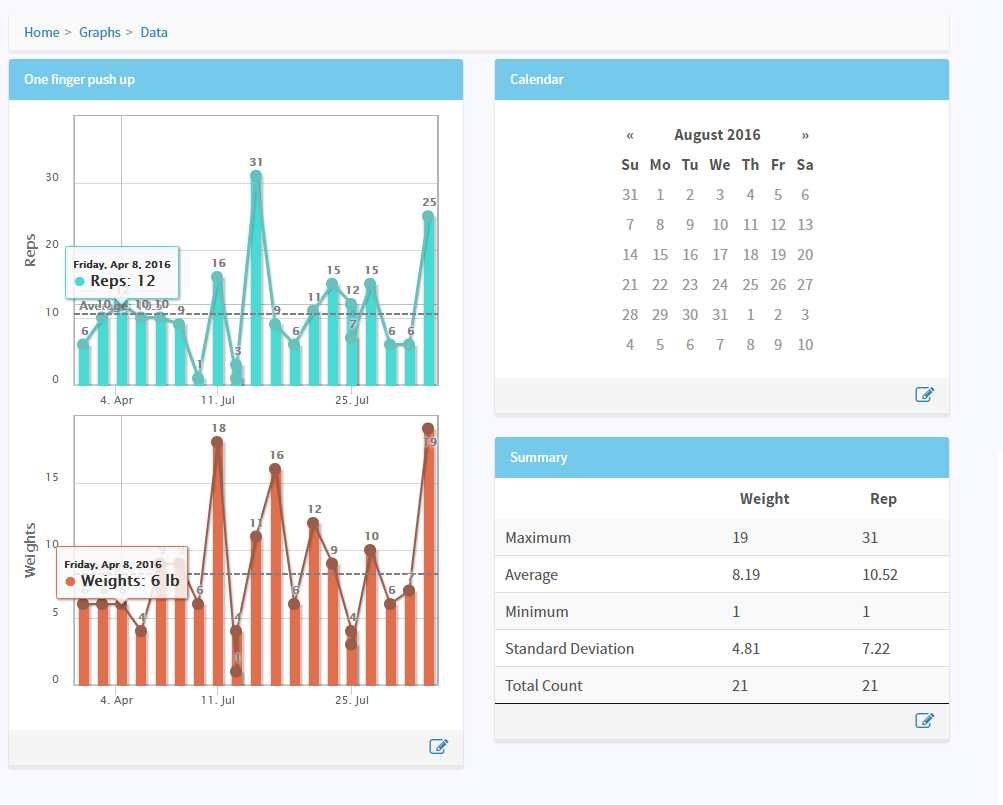 Home > Graphs > Data
One finger push up
Reps
30
20
10
0
6
10
10
10
9
1
16
3
31
9
6
11
15
12
7
15
6
6
25
Friday, Apr 8, 2016
Reps: 12
4. Apr
11. Jul
25. Jul
Weights
15
10
5
0
6
6
6
4
9
9
6
18
4
1
11
16
6
12
9
4
10
6
19
Friday, Apr 8, 2016
Weights: 6 lb
4. Apr
11. Jul
25. Jul
Calendar
« August 2016 »
Su Mo Tu We Th Fr Sa
31 1 2 3 4 5 6
7 8 9 10 11 12 13
14 15 16 17 18 19 20
21 22 23 24 25 26 27
28 29 30 31 1 2 3
4 5 6 7 8 9 10
Summary
Weight Rep
Maximum 19 31
Average 8.19 10.52
Minimum 1 1
Standard Deviation 4.81 7.22
Total Count 21 21